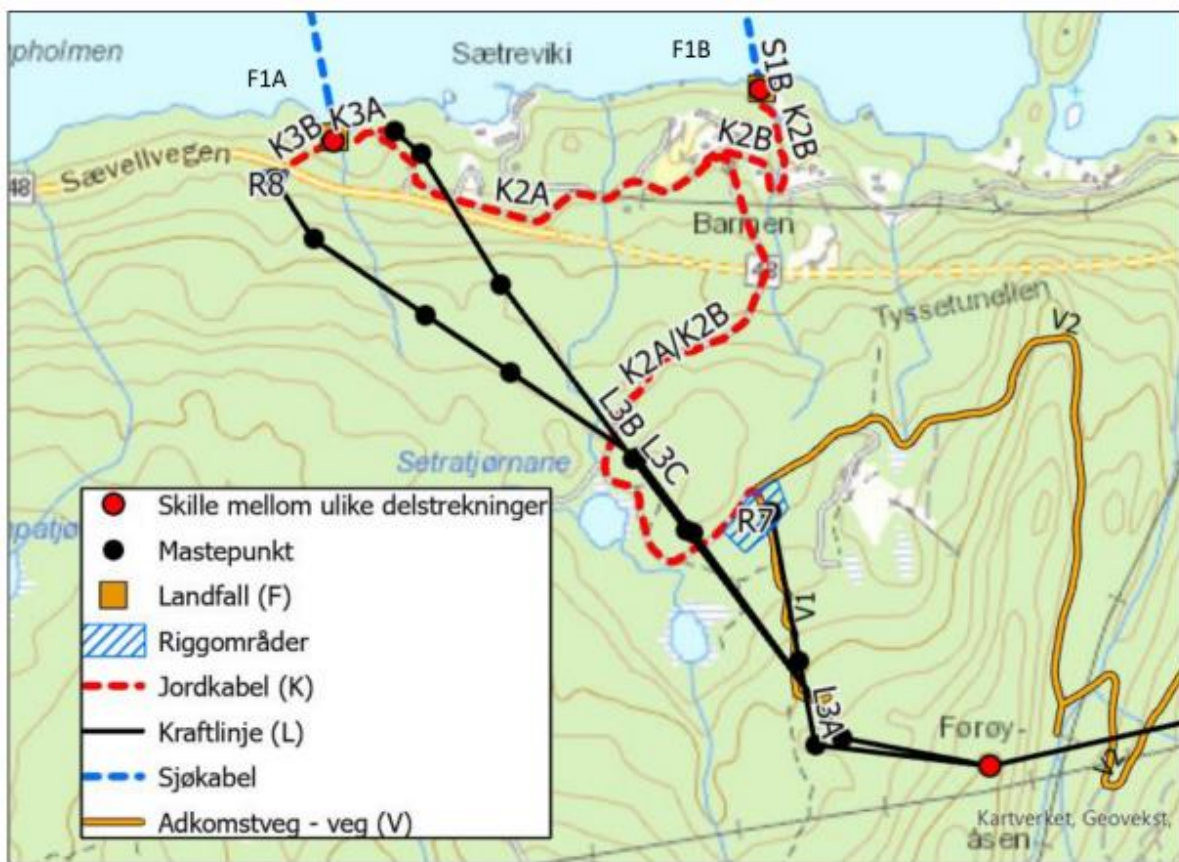 pholmen
Sætreviki
F1A
F1B
S1B
K2B
K3B
K3A
K2B
Sævellvegen
48
R8
K2A
Barmen
48
Tyssetunellen
V2
K2A/K2B
L3B
L3C
Setratjørnane
R7
V1
L3A
Førøy-
åsen
V2
Skille mellom ulike delstrekninger
Mastepunkt
Landfall (F)
Riggområder
Jordkabel (K)
Kraftlinje (L)
Sjøkabel
Adkomstveg - veg (V)
Kartverket, Geovekst,